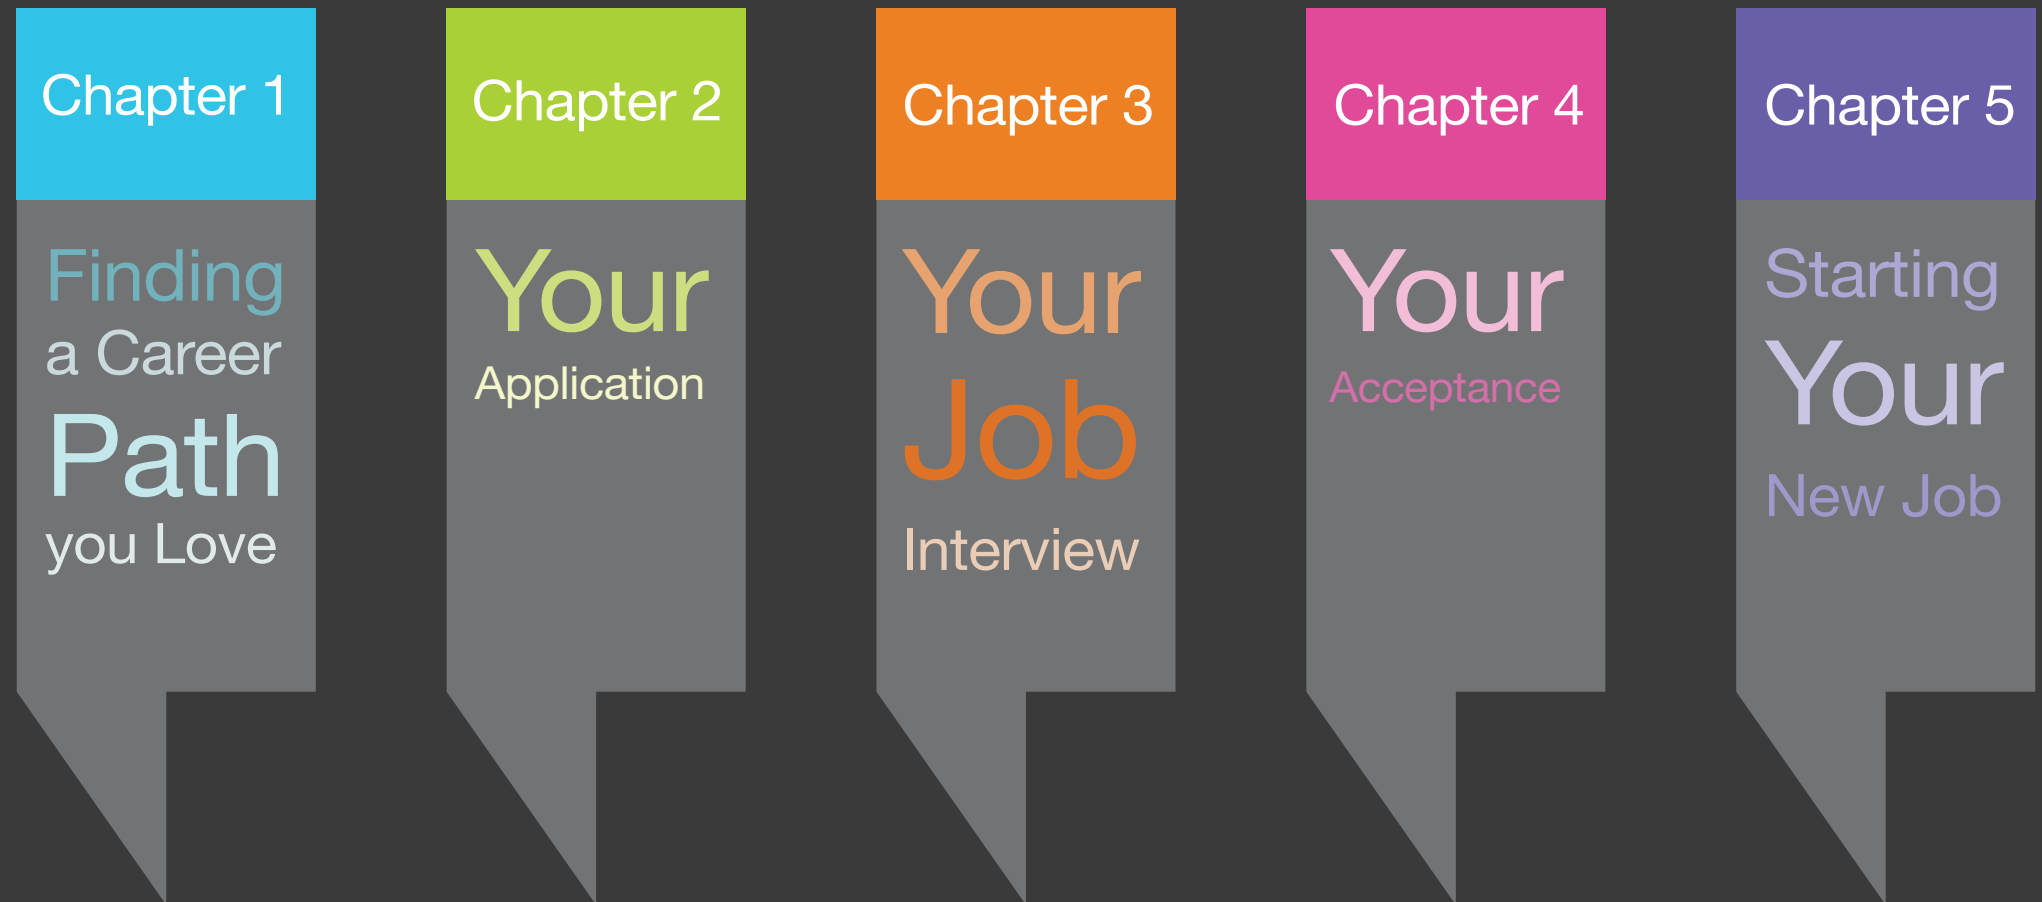 Chapter 1
Finding
a Career
Path
you Love
Chapter 2
Your
Application
Chapter 3
Your
Job
Interview
Chapter 4
Your
Acceptance
Chapter 5
Starting
Your
New Job